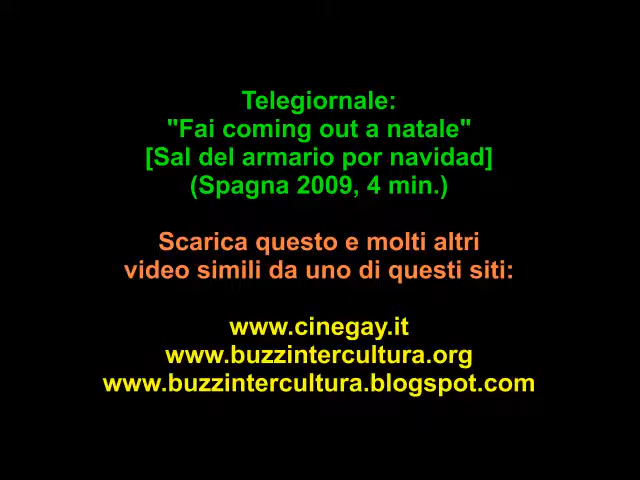 Telegiornale:
"Fai coming out a natale"
[Sal del armario por navidad]
(Spagna 2009, 4 min.)
Scarica questo e molti altri
video simili da uno di questi siti:
www.cinegay.it
www.buzzintercultura.org
www.buzzintercultura.blogspot.com